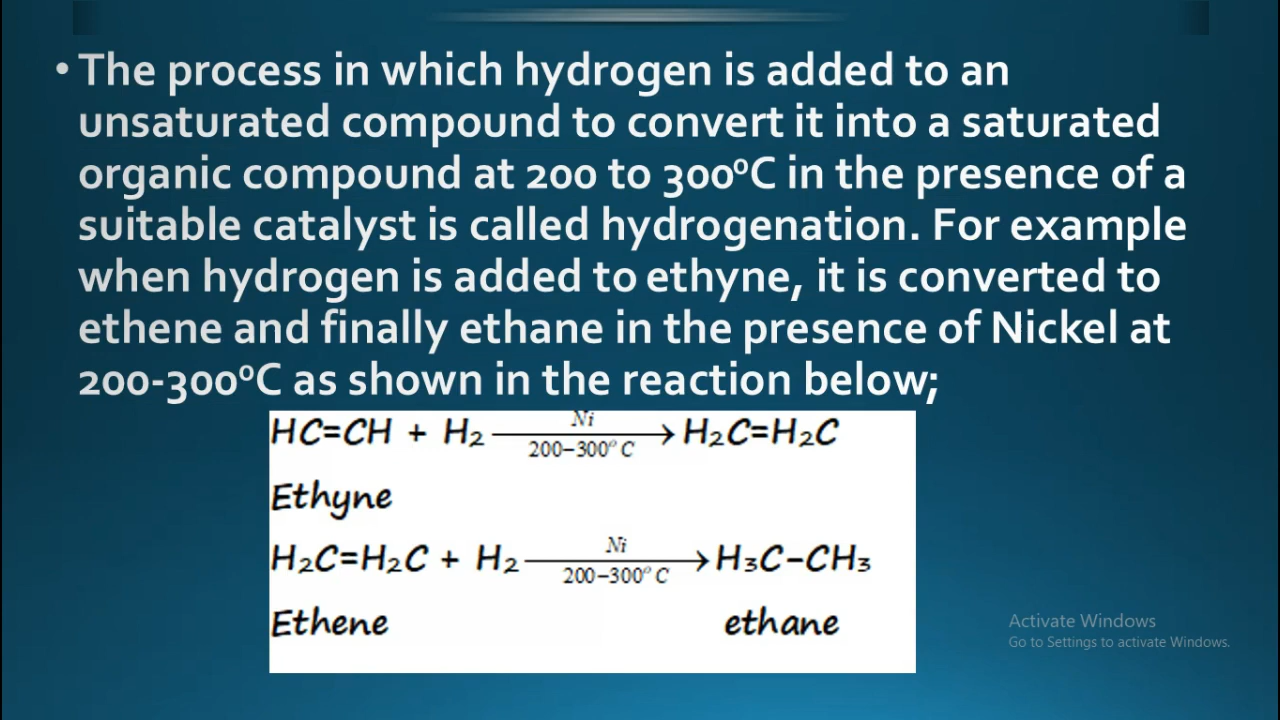 • The process in which hydrogen is added to an
unsaturated compound to convert it into a saturated
organic compound at 200 to 300⁰C in the presence of a
suitable catalyst is called hydrogenation. For example
when hydrogen is added to ethyne, it is converted to
ethene and finally ethane in the presence of Nickel at
200-300⁰C as shown in the reaction below;
HC=CH + H₂ Ni 200–300° C → H₂C=H₂C
Ethyne
H₂C=H₂C + H₂ Ni 200–300° C → H₃C–CH₃
Ethene ethane
Activate Windows
Go to Settings to activate Windows.